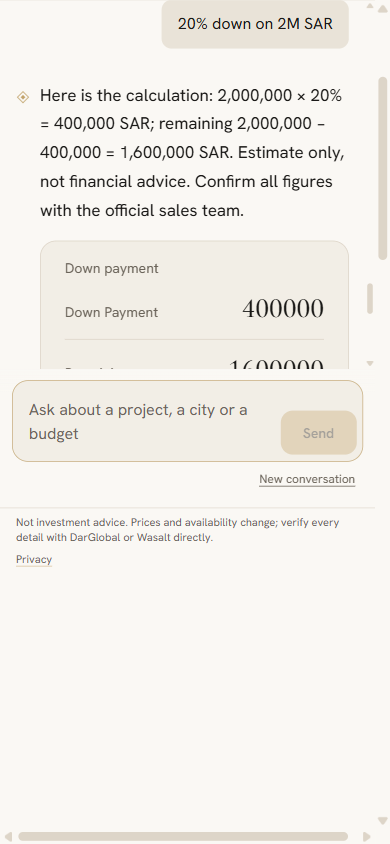 20% down on 2M SAR
Here is the calculation: 2,000,000 × 20%
= 400,000 SAR; remaining 2,000,000 −
400,000 = 1,600,000 SAR. Estimate only,
not financial advice. Confirm all figures
with the official sales team.
Down payment
Down Payment 400000
1600000
Ask about a project, a city or a
budget
Send
New conversation
Not investment advice. Prices and availability change; verify every
detail with DarGlobal or Wasalt directly.
Privacy